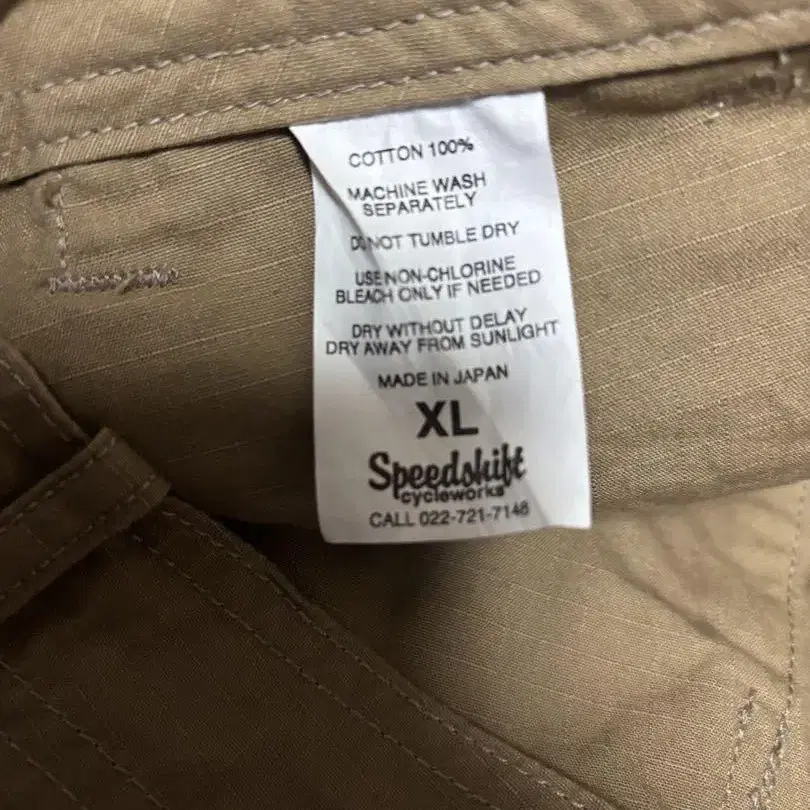 COTTON 100%
MACHINE WASH
SEPARATELY
DO NOT TUMBLE DRY
USE NON-CHLORINE
BLEACH ONLY IF NEEDED
DRY WITHOUT DELAY
DRY AWAY FROM SUNLIGHT
MADE IN JAPAN
XL
Speedshift
cycleworks
CALL 022-721-7148